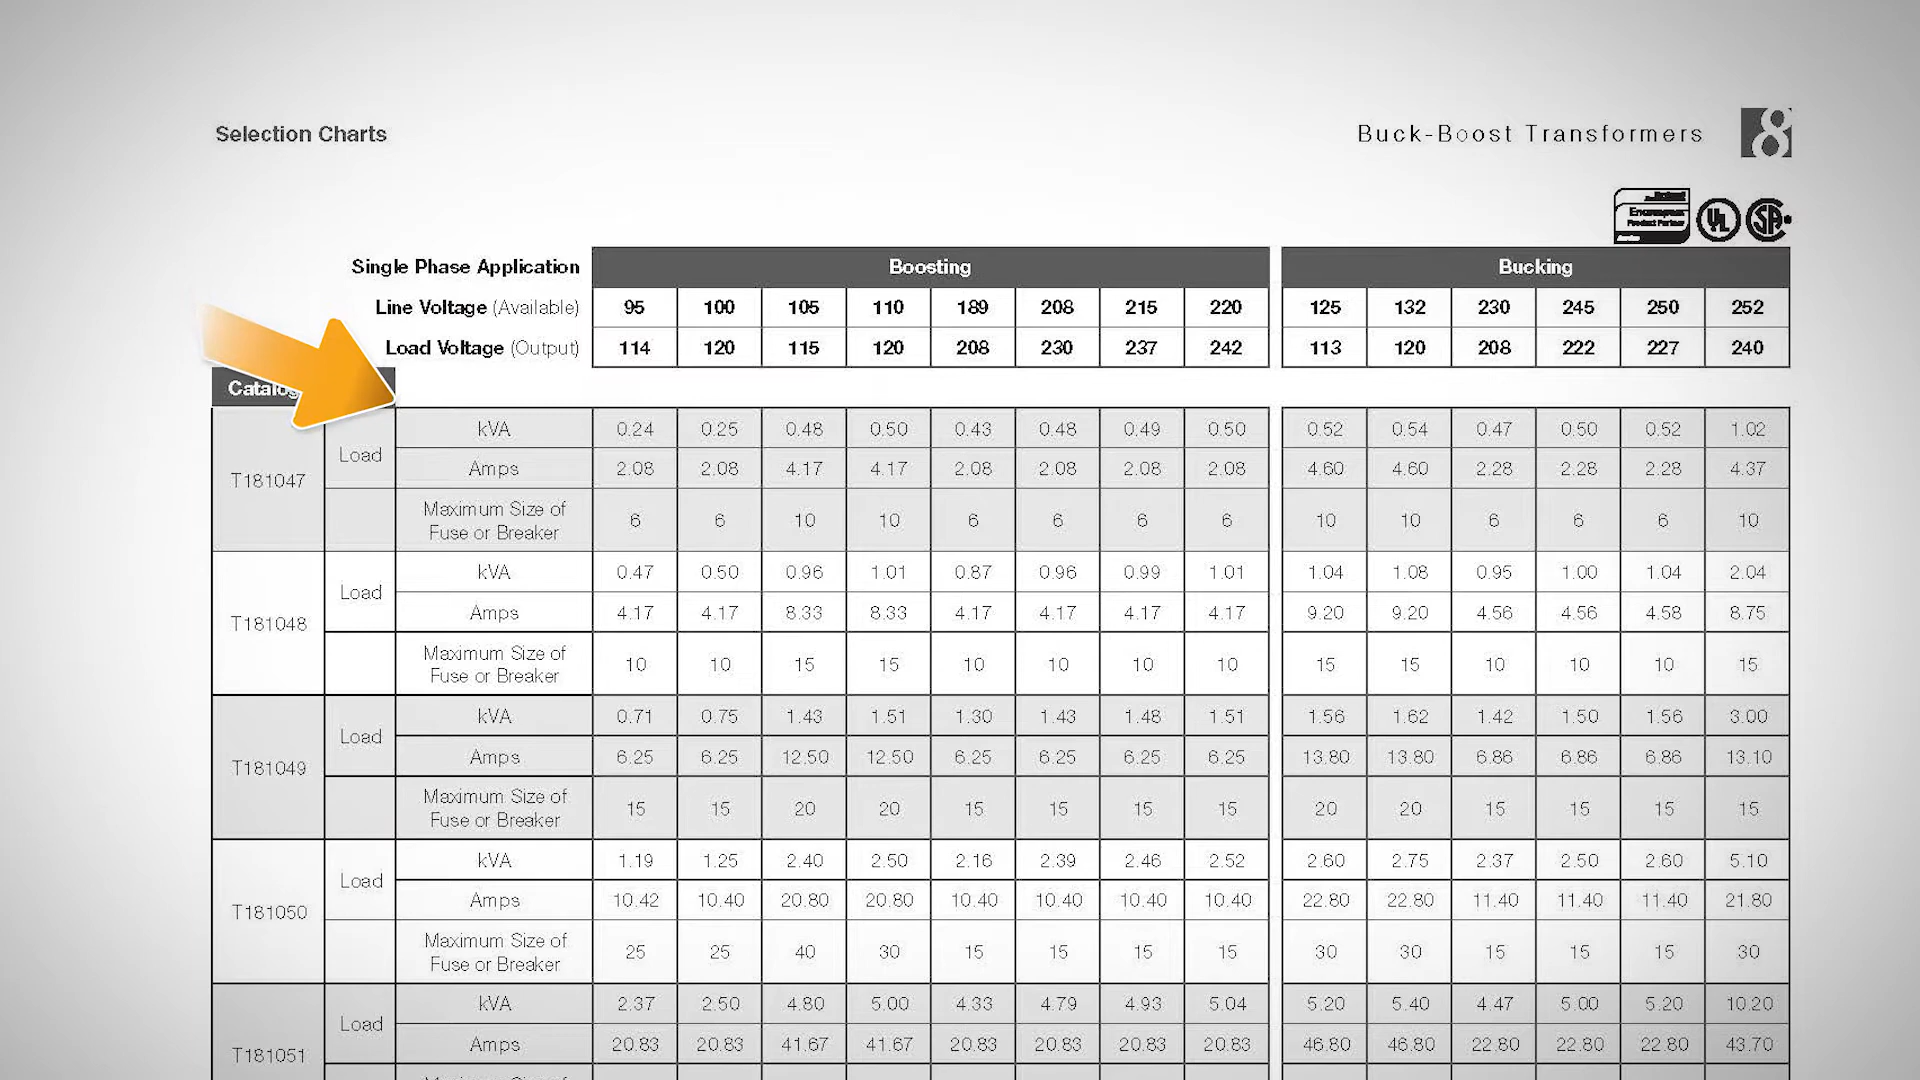 Selection Charts
Buck-Boost Transformers 8
UL SA
Single Phase Application Boosting Bucking
Line Voltage (Available) 95 100 105 110 189 208 215 220 125 132 230 245 250 252
Load Voltage (Output) 114 120 115 120 208 230 237 242 113 120 208 222 227 240
T181047 Load kVA 0.24 0.25 0.48 0.50 0.43 0.48 0.49 0.50 0.52 0.54 0.47 0.50 0.52 1.02
Amps 2.08 2.08 4.17 4.17 2.08 2.08 2.08 2.08 4.60 4.60 2.28 2.28 2.28 4.37
Maximum Size of
Fuse or Breaker 6 6 10 10 6 6 6 6 10 10 6 6 6 10
T181048 Load kVA 0.47 0.50 0.96 1.01 0.87 0.96 0.99 1.01 1.04 1.08 0.95 1.00 1.04 2.04
Amps 4.17 4.17 8.33 8.33 4.17 4.17 4.17 4.17 9.20 9.20 4.56 4.56 4.58 8.75
Maximum Size of
Fuse or Breaker 10 10 15 15 10 10 10 10 15 15 10 10 10 15
T181049 Load kVA 0.71 0.75 1.43 1.51 1.30 1.43 1.48 1.51 1.56 1.62 1.42 1.50 1.56 3.00
Amps 6.25 6.25 12.50 12.50 6.25 6.25 6.25 6.25 13.80 13.80 6.86 6.86 6.86 13.10
Maximum Size of
Fuse or Breaker 15 15 20 20 15 15 15 15 20 20 15 15 15 15
T181050 Load kVA 1.19 1.25 2.40 2.50 2.16 2.39 2.46 2.52 2.60 2.75 2.37 2.50 2.60 5.10
Amps 10.42 10.40 20.80 20.80 10.40 10.40 10.40 10.40 22.80 22.80 11.40 11.40 11.40 21.80
Maximum Size of
Fuse or Breaker 25 25 40 30 15 15 15 15 30 30 15 15 15 30
T181051 Load kVA 2.37 2.50 4.80 5.00 4.33 4.79 4.93 5.04 5.20 5.40 4.47 5.00 5.20 10.20
Amps 20.83 20.83 41.67 41.67 20.83 20.83 20.83 20.83 46.80 46.80 22.80 22.80 22.80 43.70